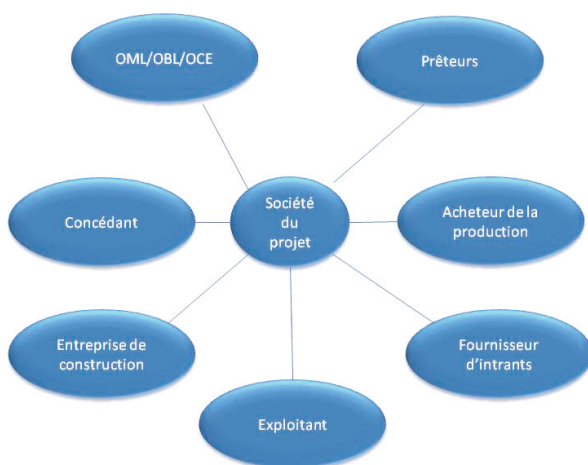 OML/OBL/OCE
Prêteurs
Concédant
Société
du
projet
Acheteur de la
production
Entreprise de
construction
Fournisseur
d'intrants
Exploitant